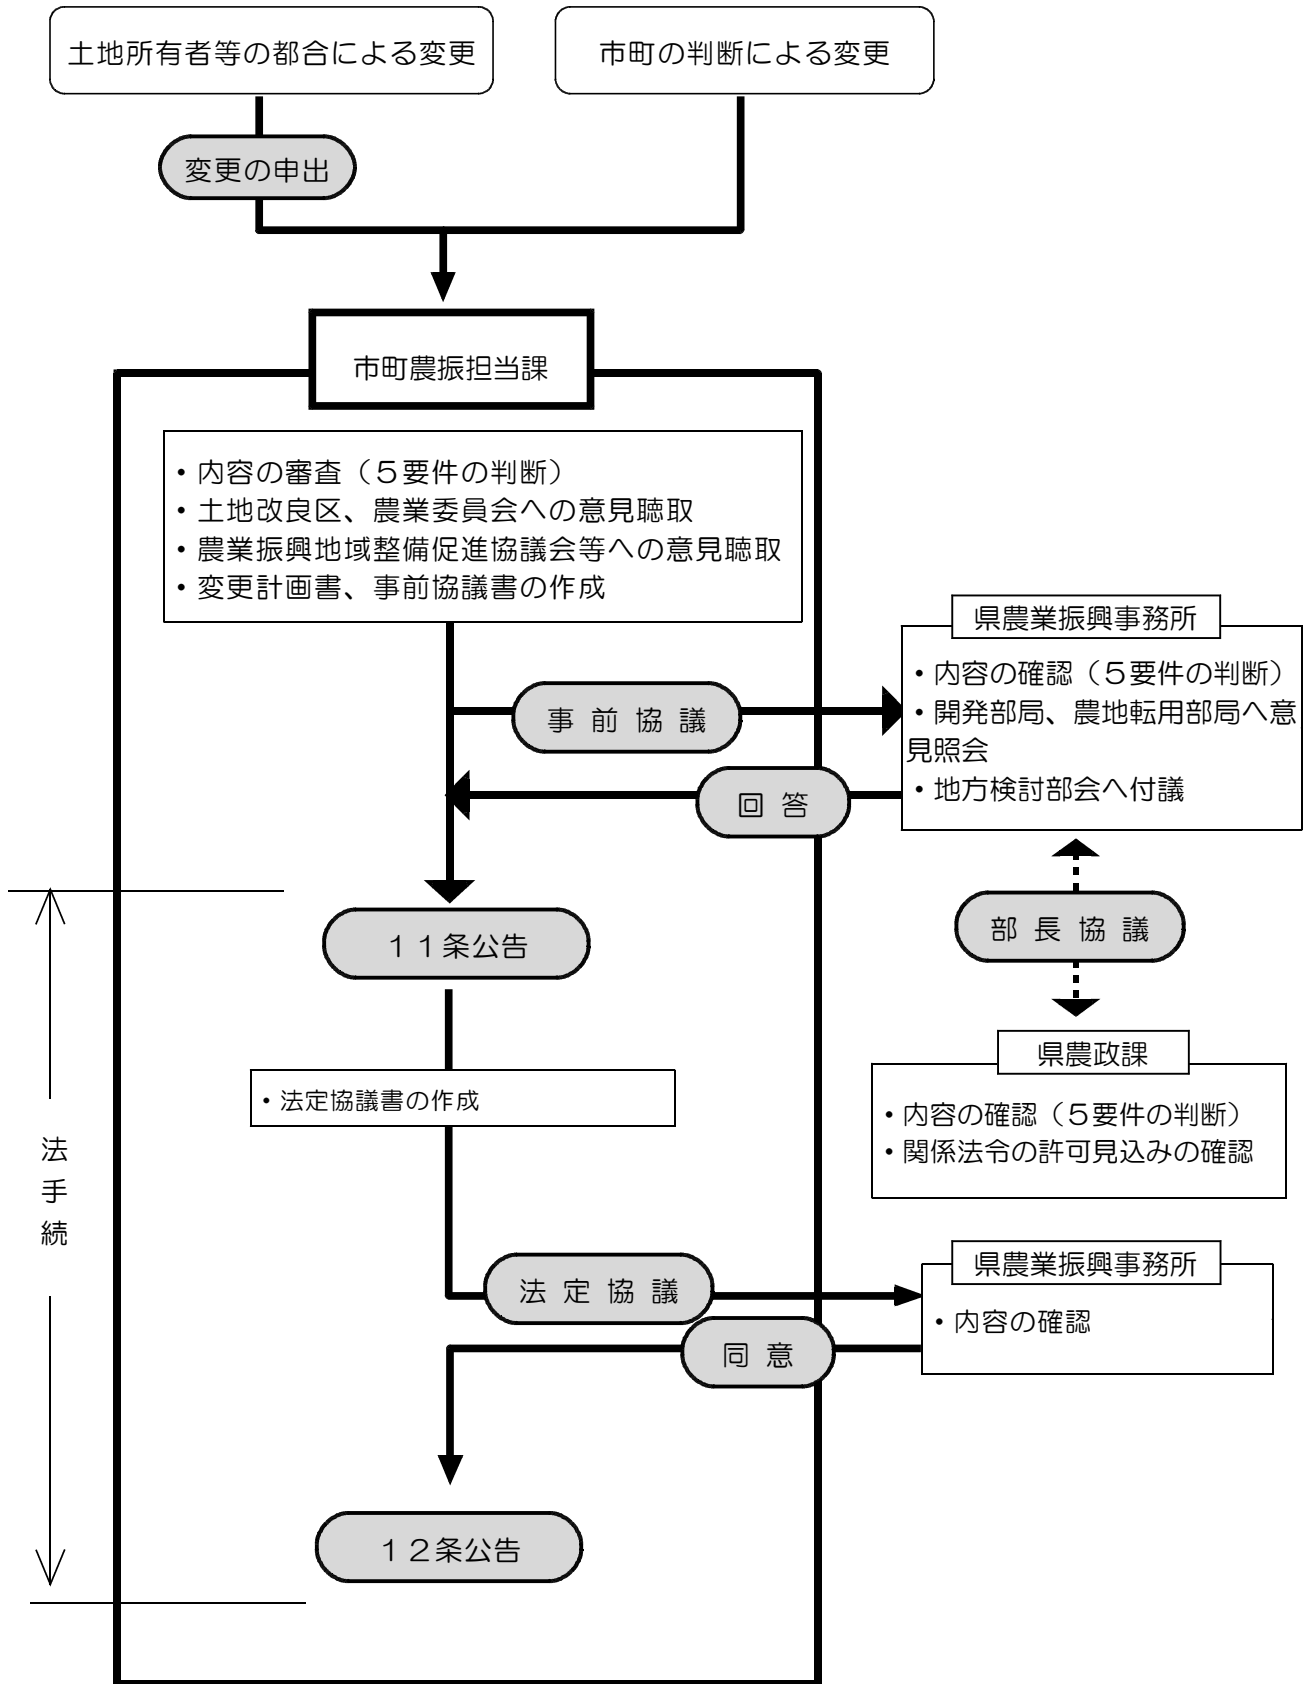 土地所有者等の都合による変更
市町の判断による変更
変更の申出
市町農振担当課
・内容の審査（５要件の判断）
・土地改良区、農業委員会への意見聴取
・農業振興地域整備促進協議会等への意見聴取
・変更計画書、事前協議書の作成
県農業振興事務所
・内容の確認（５要件の判断）
・開発部局、農地転用部局へ意
見照会
・地方検討部会へ付議
事前協議
回答
１１条公告
部長協議
県農政課
・内容の確認（５要件の判断）
・関係法令の許可見込みの確認
・法定協議書の作成
法
手
続
県農業振興事務所
・内容の確認
法定協議
同意
１２条公告